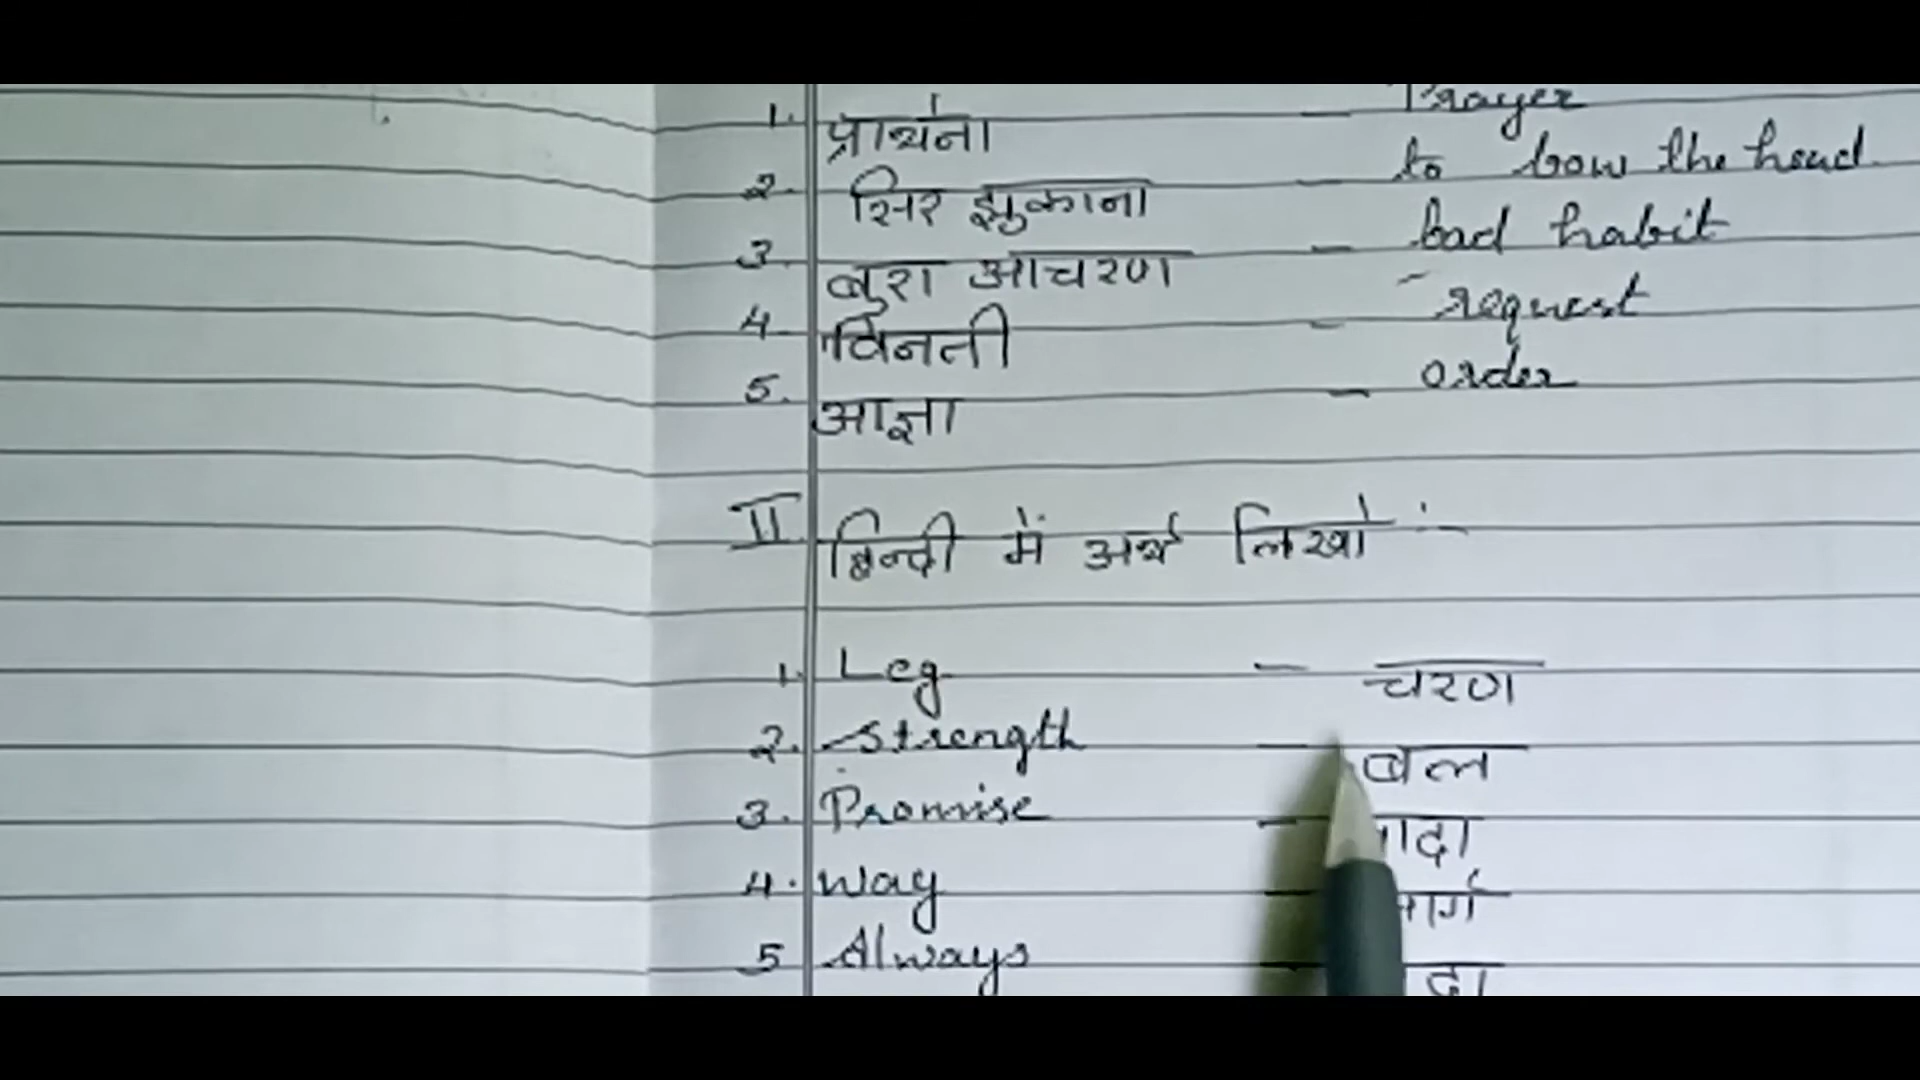 1. प्रार्थना - Prayer
2. सिर झुकाना - to bow the head
3. बुरा आचरण - bad habit
4. विनती - request
5. आज्ञा - order
II हिन्दी में अर्थ लिखो :-
1. Leg - चरण
2. Strength - बल
3. Promise -
4. Way -
5 Always -